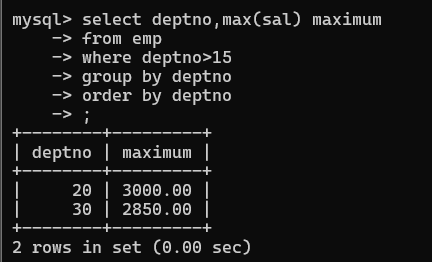 mysql> select deptno,max(sal) maximum
    -> from emp
    -> where deptno>15
    -> group by deptno
    -> order by deptno
    -> ;
+--------+---------+
| deptno | maximum |
+--------+---------+
|     20 | 3000.00 |
|     30 | 2850.00 |
+--------+---------+
2 rows in set (0.00 sec)